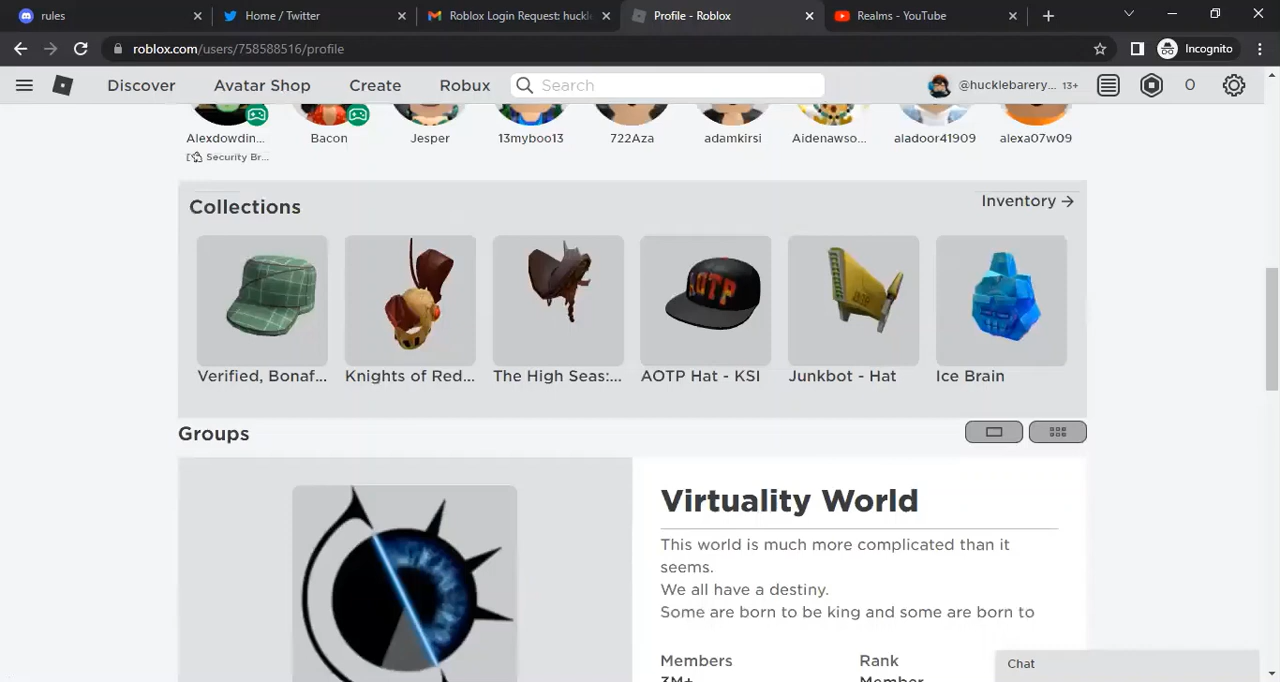 rules
Home / Twitter
Roblox Login Request: huckle
Profile - Roblox
Realms - YouTube
roblox.com/users/758588516/profile
Incognito
Discover
Avatar Shop
Create
Robux
Search
@hucklebarery... 13+
0
Alexdowdin...
Security Br...
Bacon
Jesper
13myboo13
722Aza
adamkirsi
Aidenawso...
aladoor41909
alexa07w09
Collections
Inventory →
AOTP
Verified, Bonaf...
Knights of Red...
The High Seas:...
AOTP Hat - KSI
Junkbot - Hat
Ice Brain
Groups
Virtuality World
This world is much more complicated than it
seems.
We all have a destiny.
Some are born to be king and some are born to
Members
Rank
3M+
Member
Chat